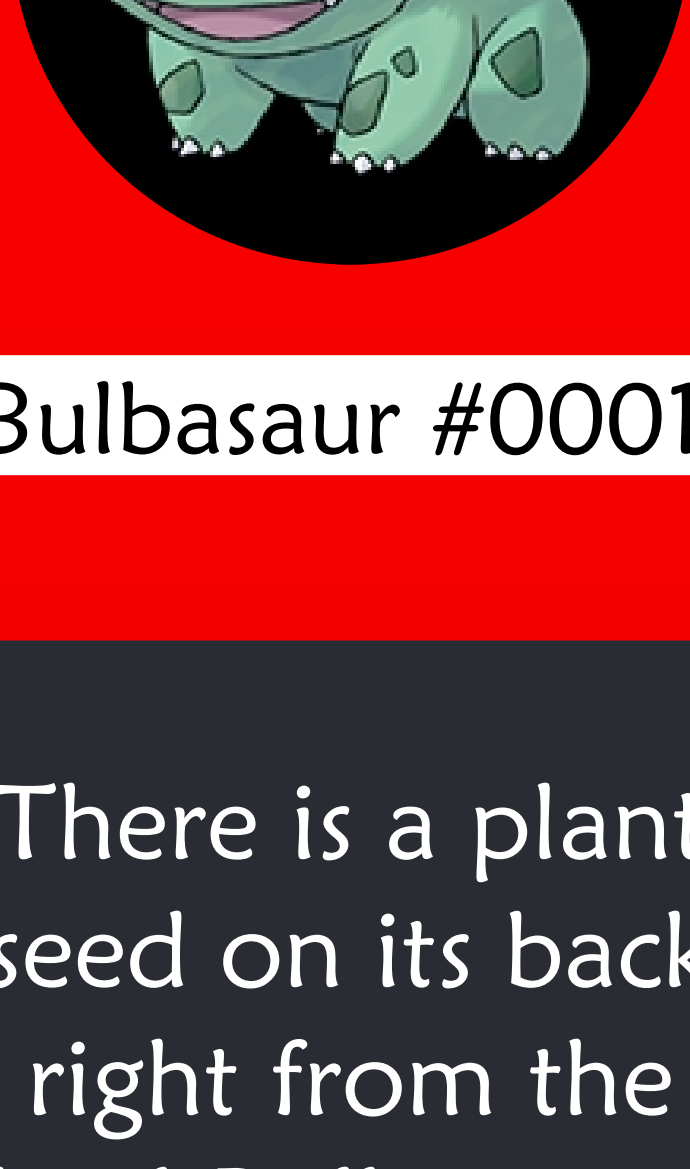 Bulbasaur #0001
There is a plant
seed on its back
right from the